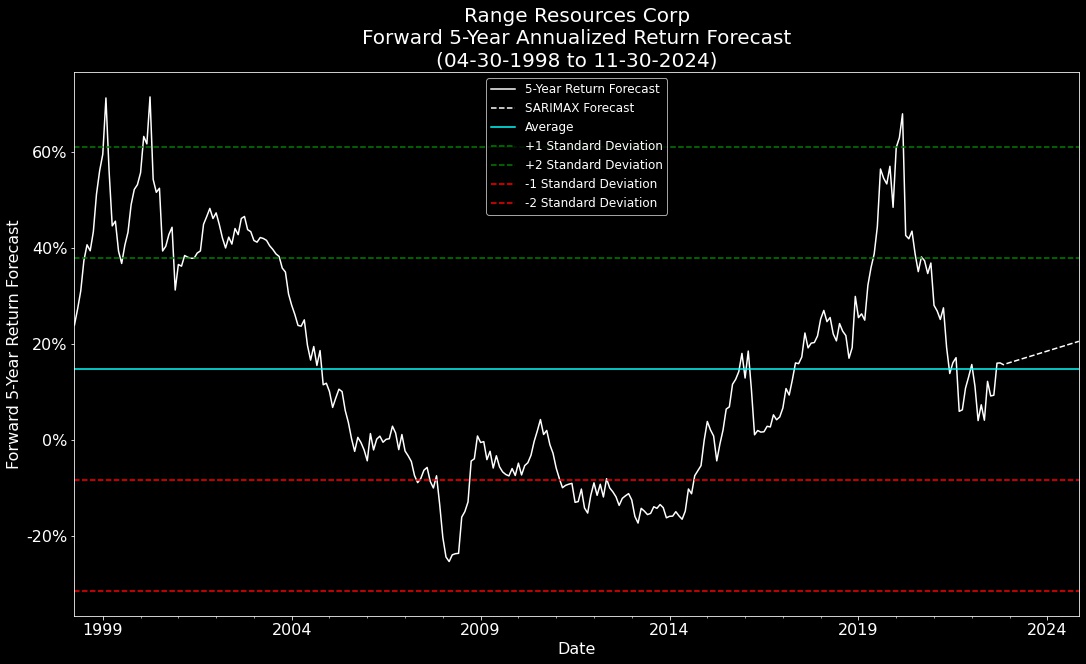 Range Resources Corp
Forward 5-Year Annualized Return Forecast
(04-30-1998 to 11-30-2024)
5-Year Return Forecast
SARIMAX Forecast
Average
+1 Standard Deviation
+2 Standard Deviation
-1 Standard Deviation
-2 Standard Deviation
Forward 5-Year Return Forecast
60%
40%
20%
0%
-20%
1999 2004 2009 2014 2019 2024
Date